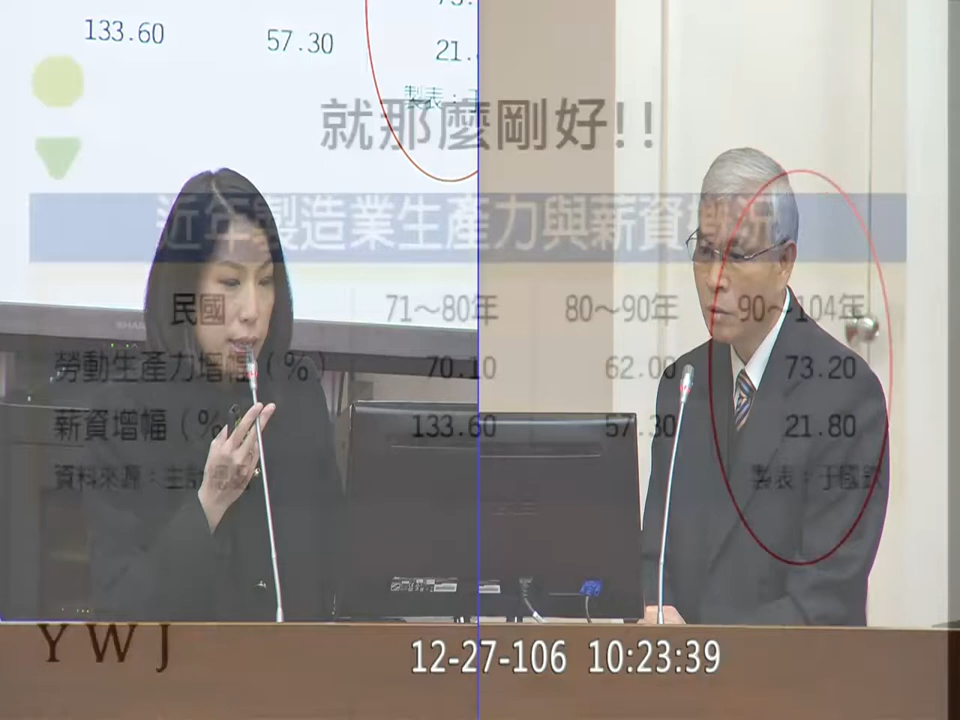 133.60 57.30 21.
製表：
就那麼剛好!!
近年製造業生產力與薪資增況
民國 71～80年 80～90年 90～104年
勞動生產力增幅（%） 70.10 62.00 73.20
薪資增幅（%） 133.60 57.30 21.80
資料來源：主計總處 製表：于國欽
YWJ
12-27-106 10:23:39